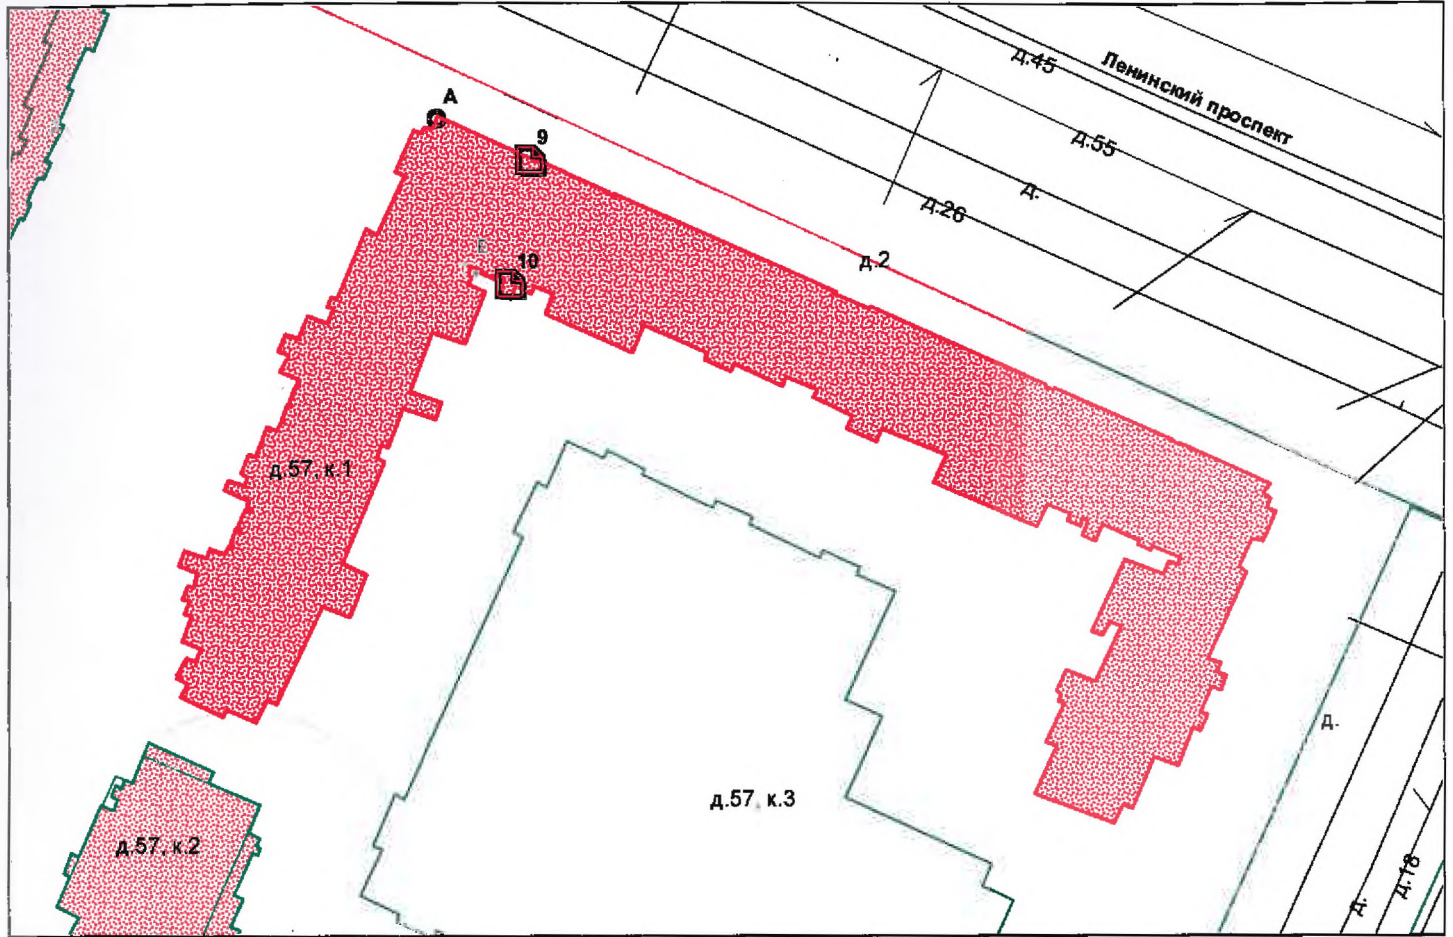 д.45
Ленинский проспект
А
9
д.55
д.
д.26
Е
10
д.2
д.57, к.1
д.
д.57, к.3
д.57, к.2
д.18
д.